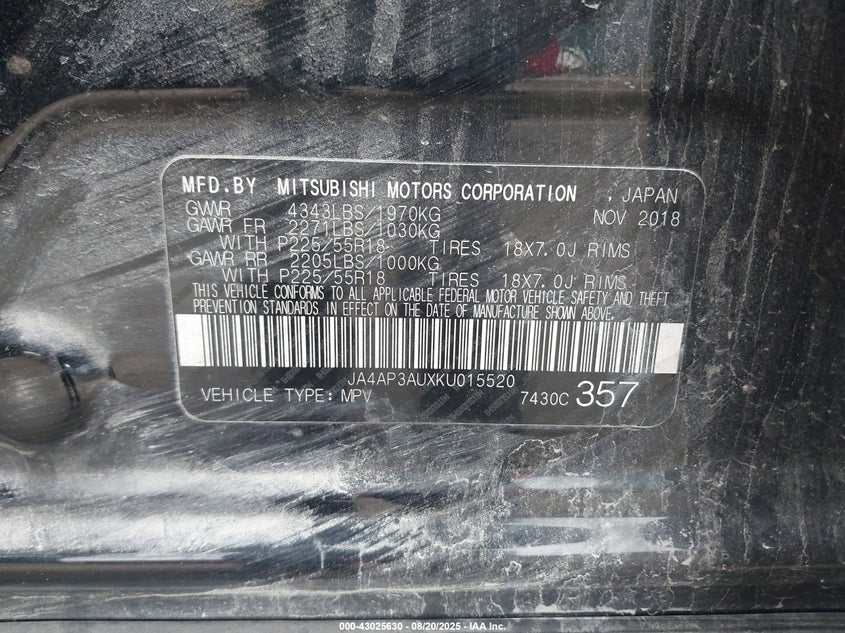 MFD.BY MITSUBISHI MOTORS CORPORATION , JAPAN
GVWR 4343LBS/1970KG NOV 2018
GAWR FR 2271LBS/1030KG
WITH P225/55R18 TIRES 18X7.0J RIMS
GAWR RR 2205LBS/1000KG
WITH P225/55R18 TIRES 18X7.0J RIMS
THIS VEHICLE CONFORMS TO ALL APPLICABLE FEDERAL MOTOR VEHICLE SAFETY AND THEFT
PREVENTION STANDARDS IN EFFECT ON THE DATE OF MANUFACTURE SHOWN ABOVE.
JA4AP3AUXKU015520
VEHICLE TYPE: MPV 7430C 357
000-43025630 - 08/20/2025 - IAA Inc.